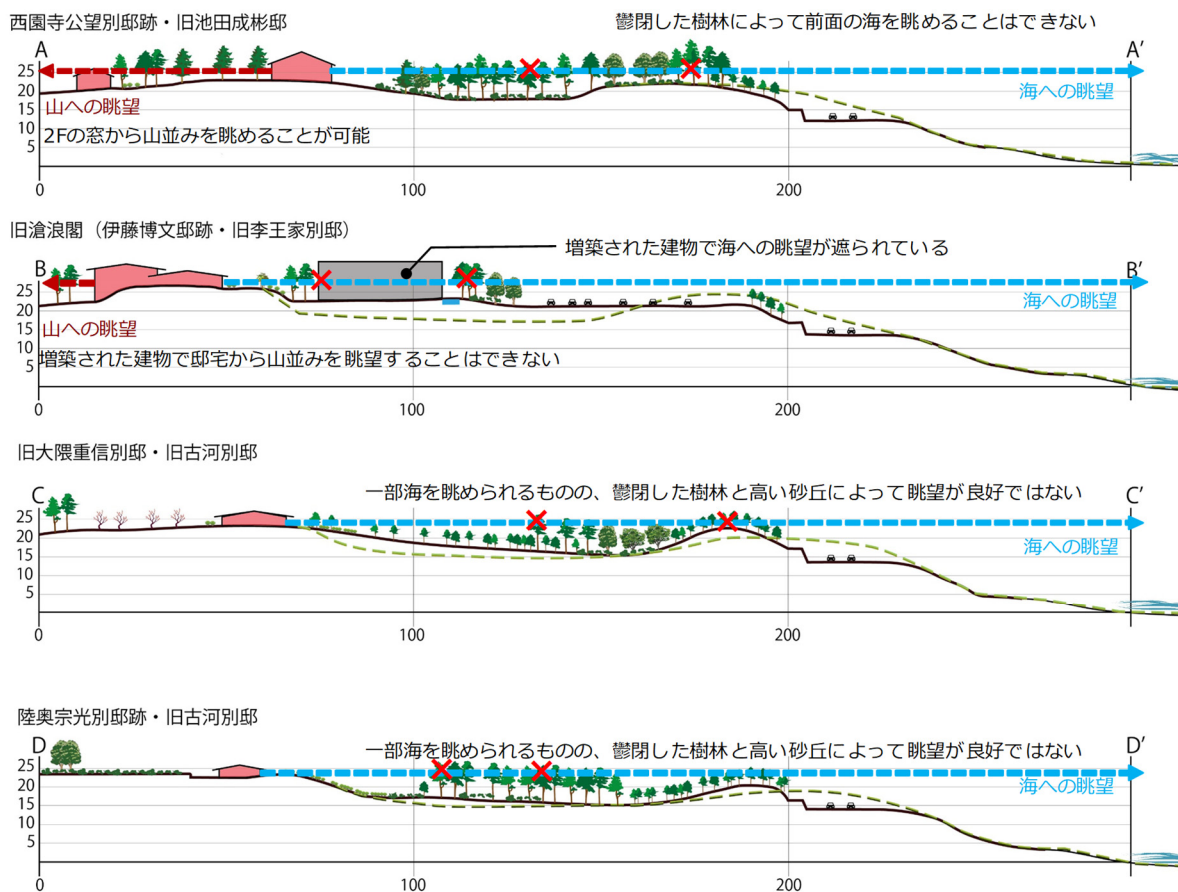 西園寺公望別邸跡・旧池田成彬邸
鬱閉した樹林によって前面の海を眺めることはできない
A
A'
25
20
15
10
5
山への眺望
海への眺望
2Fの窓から山並みを眺めることが可能
0
100
200
旧滄浪閣（伊藤博文邸跡・旧李王家別邸）
増築された建物で海への眺望が遮られている
B
B'
25
20
15
10
5
山への眺望
海への眺望
増築された建物で邸宅から山並みを眺望することはできない
0
100
200
旧大隈重信別邸・旧古河別邸
一部海を眺められるものの、鬱閉した樹林と高い砂丘によって眺望が良好ではない
C
C'
25
20
15
10
5
海への眺望
0
100
200
陸奥宗光別邸跡・旧古河別邸
一部海を眺められるものの、鬱閉した樹林と高い砂丘によって眺望が良好ではない
D
D'
25
20
15
10
5
海への眺望
0
100
200